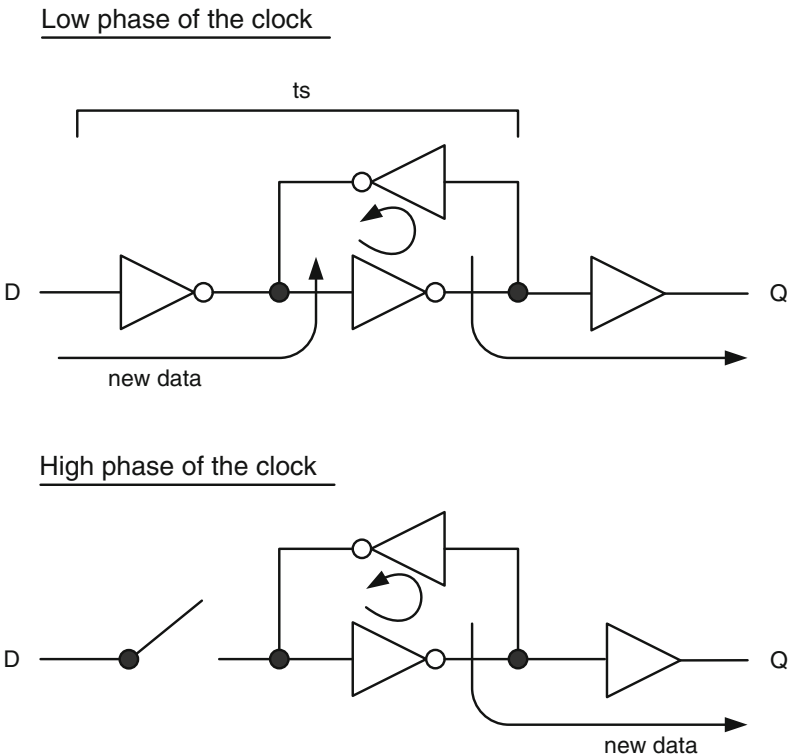 Low phase of the clock
ts
D
Q
new data
High phase of the clock
D
Q
new data